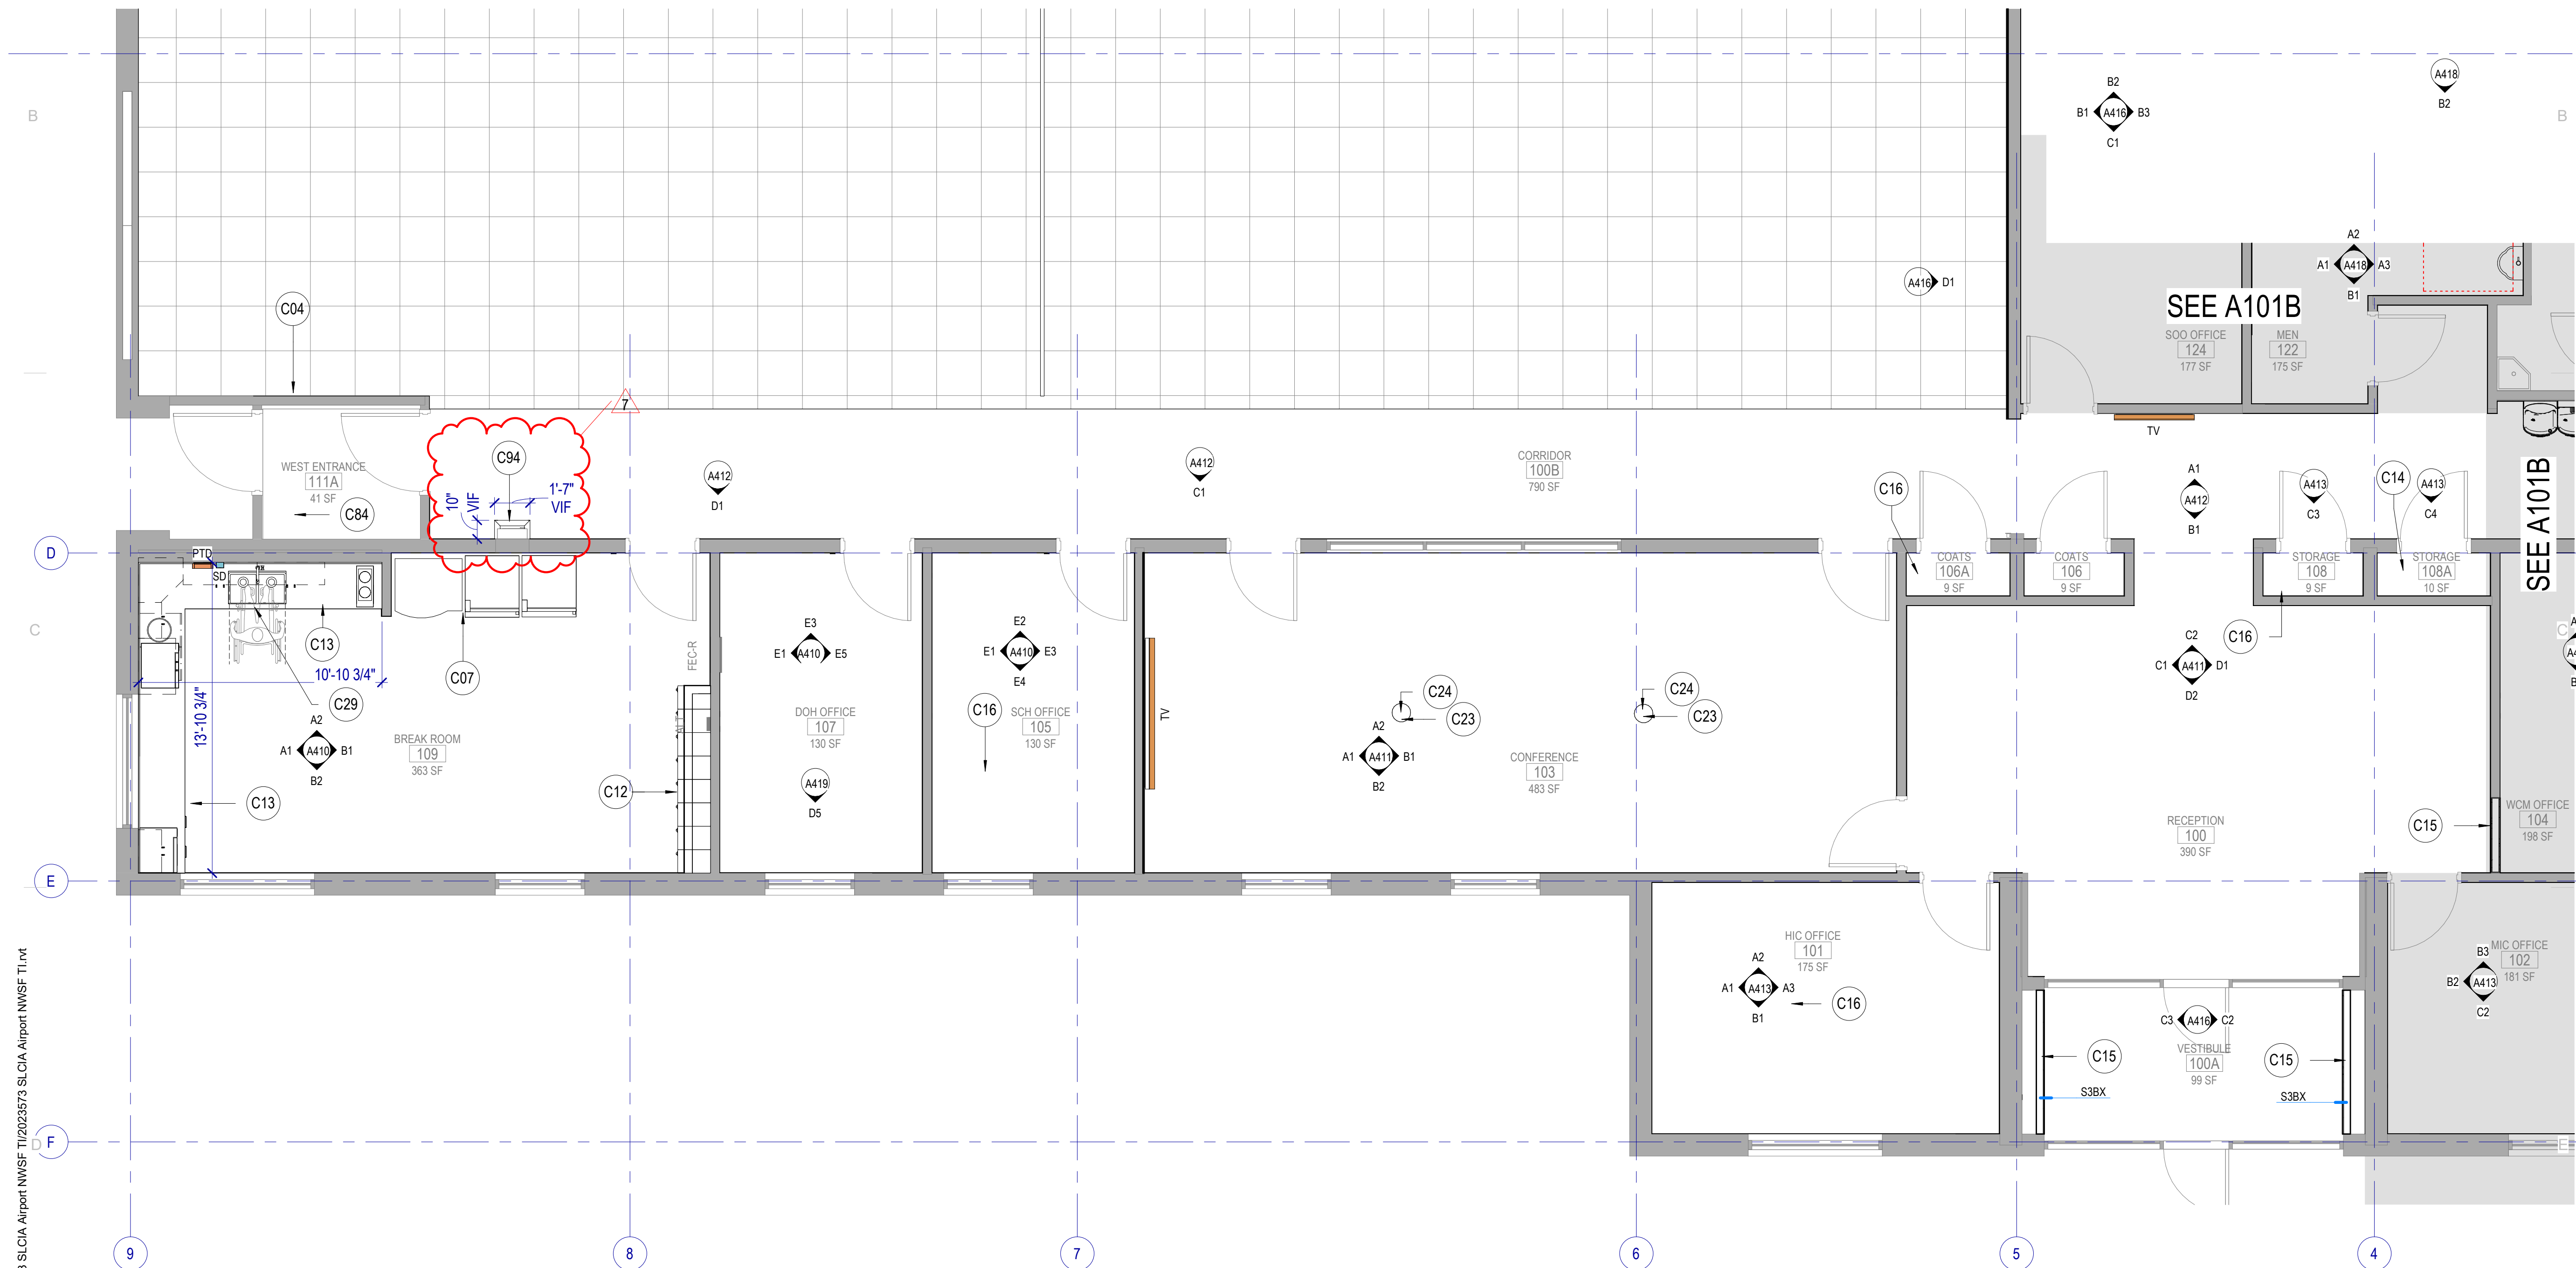 B
B2
B1
A416
B3
C1
A418
B2
B
A2
A1
A418
A3
B1
A416
D1
SEE A101B
SOO OFFICE
124
177 SF
MEN
122
175 SF
C04
7
TV
WEST ENTRANCE
111A
41 SF
C84
C94
10"
VIF
1'-7"
VIF
A412
D1
A412
C1
CORRIDOR
100B
790 SF
C16
A1
A412
B1
A413
C3
C14
A413
C4
SEE A101B
D
PTD
SD
COATS
106A
9 SF
COATS
106
9 SF
STORAGE
108
9 SF
STORAGE
108A
10 SF
C
C13
C07
10'-10 3/4"
13'-10 3/4"
C29
A2
A1
A410
B1
B2
BREAK ROOM
109
363 SF
C13
C12
FEC-R
E3
E1
A410
E5
DOH OFFICE
107
130 SF
A419
D5
E2
E1
A410
E3
E4
C16
SCH OFFICE
105
130 SF
TV
C24
C23
A2
A1
A411
B1
B2
C24
C23
CONFERENCE
103
483 SF
C2
C1
A411
D1
D2
C16
C
RECEPTION
100
390 SF
C15
WCM OFFICE
104
198 SF
E
HIC OFFICE
101
175 SF
A2
A1
A413
A3
B1
C16
C3
A416
C2
VESTIBULE
100A
99 SF
C15
C15
S3BX
S3BX
MIC OFFICE
102
181 SF
B3
B2
A413
C2
D
F
E
9
8
7
6
5
4
SLCIA Airport NWSF TI/2023573 SLCIA Airport NWSF TI.rvt